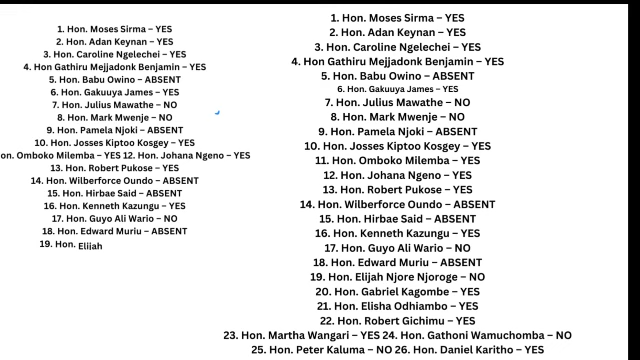 1. Hon. Moses Sirma – YES
2. Hon. Adan Keynan – YES
3. Hon. Caroline Ngelechei – YES
4. Hon Gathiru Mejjadonk Benjamin – YES
5. Hon. Babu Owino – ABSENT
6. Hon. Gakuuya James – YES
7. Hon. Julius Mawathe – NO
8. Hon. Mark Mwenje – NO
9. Hon. Pamela Njoki – ABSENT
10. Hon. Josses Kiptoo Kosgey – YES
on. Omboko Milemba – YES 12. Hon. Johana Ngeno – YES
13. Hon. Robert Pukose – YES
14. Hon. Wilberforce Oundo – ABSENT
15. Hon. Hirbae Said – ABSENT
16. Hon. Kenneth Kazungu – YES
17. Hon. Guyo Ali Wario – NO
18. Hon. Edward Muriu – ABSENT
19. Hon. Elijah
1. Hon. Moses Sirma – YES
2. Hon. Adan Keynan – YES
3. Hon. Caroline Ngelechei – YES
4. Hon Gathiru Mejjadonk Benjamin – YES
5. Hon. Babu Owino – ABSENT
6. Hon. Gakuuya James – YES
7. Hon. Julius Mawathe – NO
8. Hon. Mark Mwenje – NO
9. Hon. Pamela Njoki – ABSENT
10. Hon. Josses Kiptoo Kosgey – YES
11. Hon. Omboko Milemba – YES
12. Hon. Johana Ngeno – YES
13. Hon. Robert Pukose – YES
14. Hon. Wilberforce Oundo – ABSENT
15. Hon. Hirbae Said – ABSENT
16. Hon. Kenneth Kazungu – YES
17. Hon. Guyo Ali Wario – NO
18. Hon. Edward Muriu – ABSENT
19. Hon. Elijah Njore Njoroge – NO
20. Hon. Gabriel Kagombe – YES
21. Hon. Elisha Odhiambo – YES
22. Hon. Robert Gichimu – YES
23. Hon. Martha Wangari – YES 24. Hon. Gathoni Wamuchomba – NO
25. Hon. Peter Kaluma – NO 26. Hon. Daniel Karitho – YES